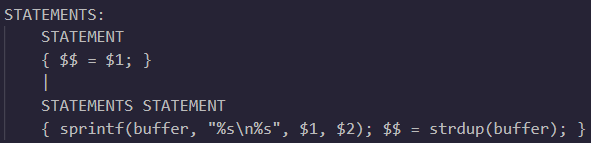 STATEMENTS:
STATEMENT
{ $$ = $1; }
|
STATEMENTS STATEMENT
{ sprintf(buffer, "%s\n%s", $1, $2); $$ = strdup(buffer); }